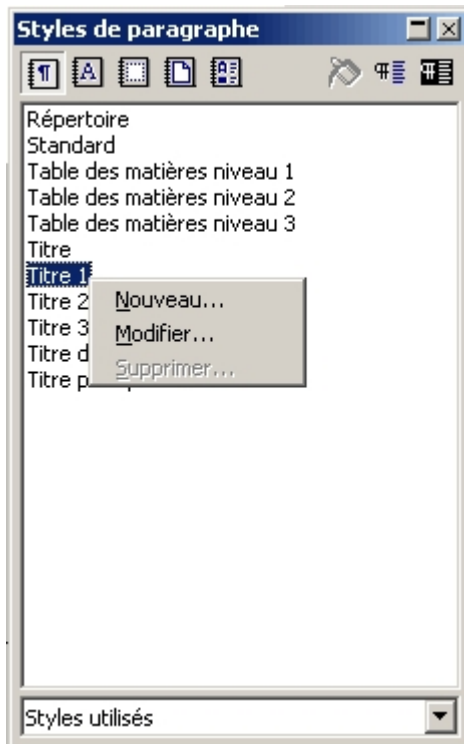 Styles de paragraphe
Répertoire
Standard
Table des matières niveau 1
Table des matières niveau 2
Table des matières niveau 3
Titre
Titre 1
Titre 2
Nouveau...
Titre 3
Modifier...
Titre d
Supprimer...
Titre p
Styles utilisés